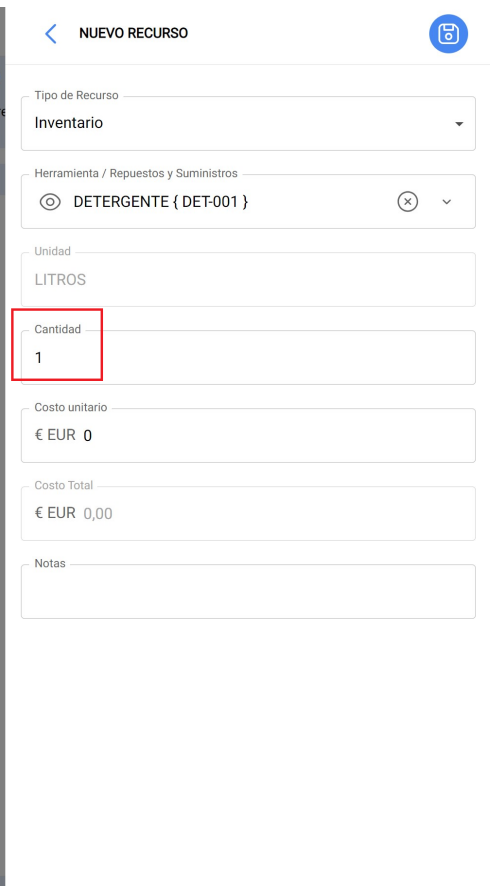 NUEVO RECURSO
Tipo de Recurso
Inventario
Herramienta / Repuestos y Suministros
DETERGENTE { DET-001 }
Unidad
LITROS
Cantidad
1
Costo unitario
€ EUR 0
Costo Total
€ EUR 0,00
Notas